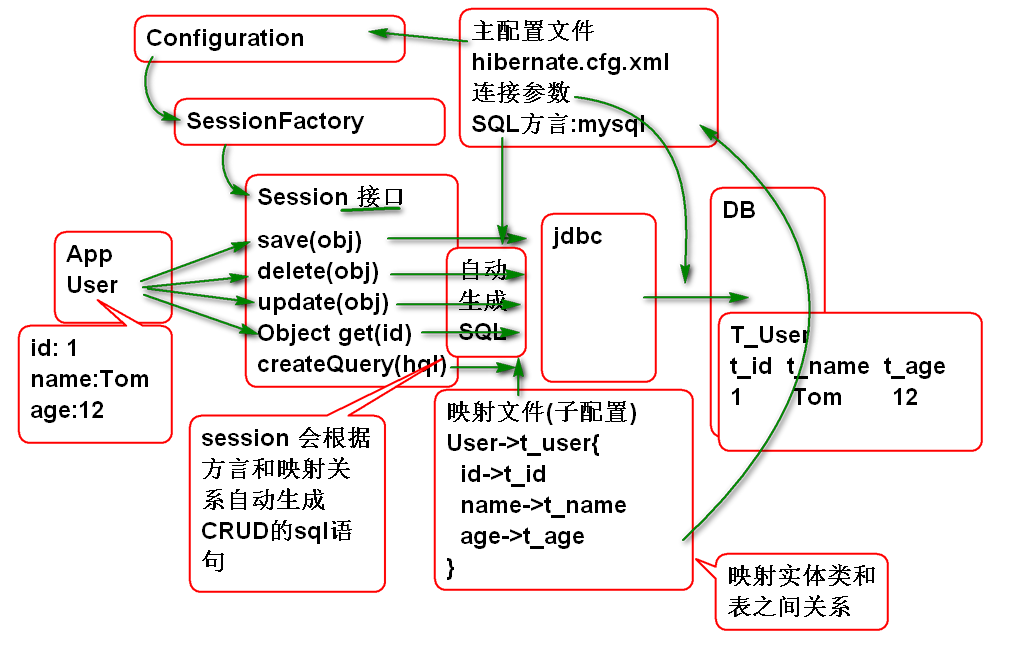 Configuration
主配置文件
hibernate.cfg.xml
连接参数
SQL方言:mysql
SessionFactory
Session 接口
save(obj)
delete(obj)
update(obj)
Object get(id)
createQuery(hql)
App
User
id: 1
name:Tom
age:12
自动
生成
SQL
jdbc
DB
T_User
t_id t_name t_age
1 Tom 12
session 会根据
方言和映射关
系自动生成
CRUD的sql语
句
映射文件(子配置)
User->t_user{
id->t_id
name->t_name
age->t_age
}
映射实体类和
表之间关系